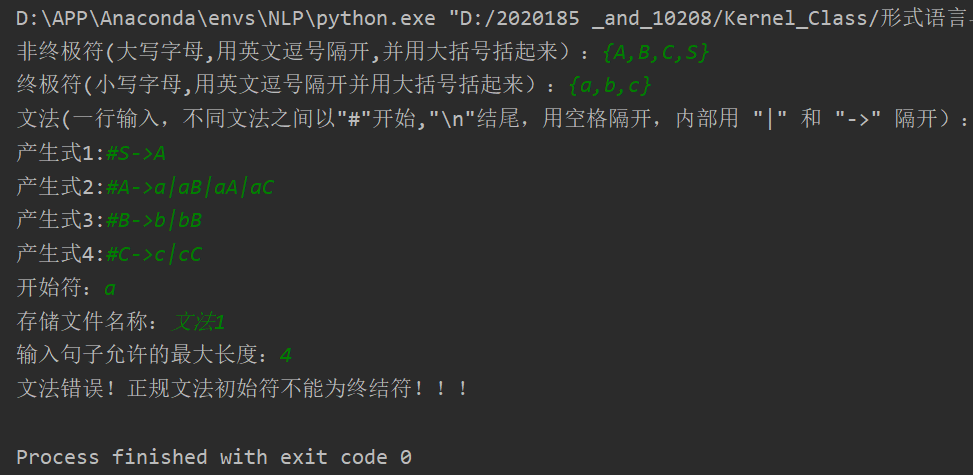 D:\APP\Anaconda\envs\NLP\python.exe "D:/2020185 _and_10208/Kernel_Class/形式语言
非终极符(大写字母,用英文逗号隔开,并用大括号括起来）：{A,B,C,S}
终极符(小写字母,用英文逗号隔开并用大括号括起来）：{a,b,c}
文法(一行输入，不同文法之间以"#"开始,"\n"结尾，用空格隔开，内部用 "|" 和 "->" 隔开）：
产生式1:#S->A
产生式2:#A->a|aB|aA|aC
产生式3:#B->b|bB
产生式4:#C->c|cC
开始符：a
存储文件名称：文法1
输入句子允许的最大长度：4
文法错误！正规文法初始符不能为终结符！！！
Process finished with exit code 0